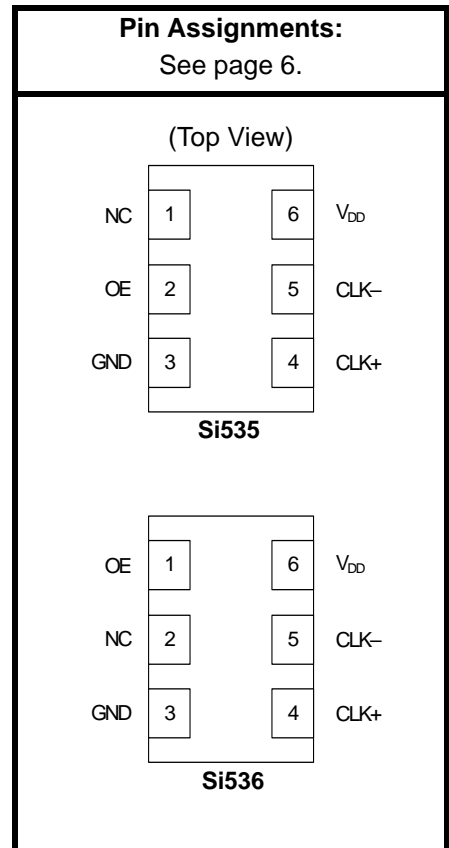 Pin Assignments:
See page 6.
(Top View)
NC 1 6 VDD
OE 2 5 CLK–
GND 3 4 CLK+
Si535
OE 1 6 VDD
NC 2 5 CLK–
GND 3 4 CLK+
Si536